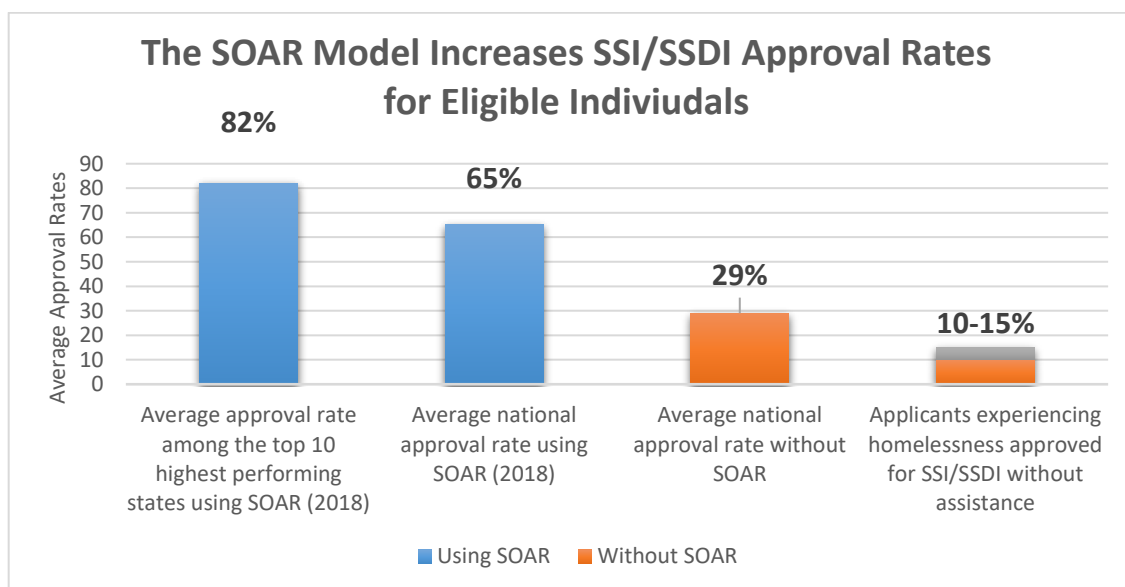 The SOAR Model Increases SSI/SSDI Approval Rates
for Eligible Indiviudals
82%
65%
29%
10-15%
Average Approval Rates
90
80
70
60
50
40
30
20
10
0
Average approval rate
among the top 10
highest performing
states using SOAR (2018)
Average national
approval rate using
SOAR (2018)
Average national
approval rate without
SOAR
Applicants experiencing
homelessness approved
for SSI/SSDI without
assistance
Using SOAR
Without SOAR